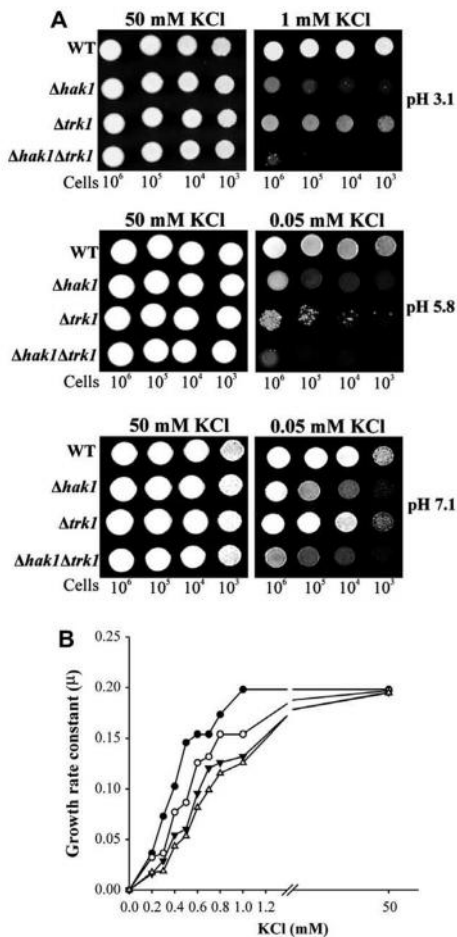 A
50 mM KCl 1 mM KCl
WT
Δhak1
Δtrk1
Δhak1Δtrk1
pH 3.1
Cells 10⁶ 10⁵ 10⁴ 10³ 10⁶ 10⁵ 10⁴ 10³
50 mM KCl 0.05 mM KCl
WT
Δhak1
Δtrk1
Δhak1Δtrk1
pH 5.8
Cells 10⁶ 10⁵ 10⁴ 10³ 10⁶ 10⁵ 10⁴ 10³
50 mM KCl 0.05 mM KCl
WT
Δhak1
Δtrk1
Δhak1Δtrk1
pH 7.1
Cells 10⁶ 10⁵ 10⁴ 10³ 10⁶ 10⁵ 10⁴ 10³
B
Growth rate constant (μ)
0.25
0.20
0.15
0.10
0.05
0.00
0.0 0.2 0.4 0.6 0.8 1.0 1.2 50
KCl (mM)